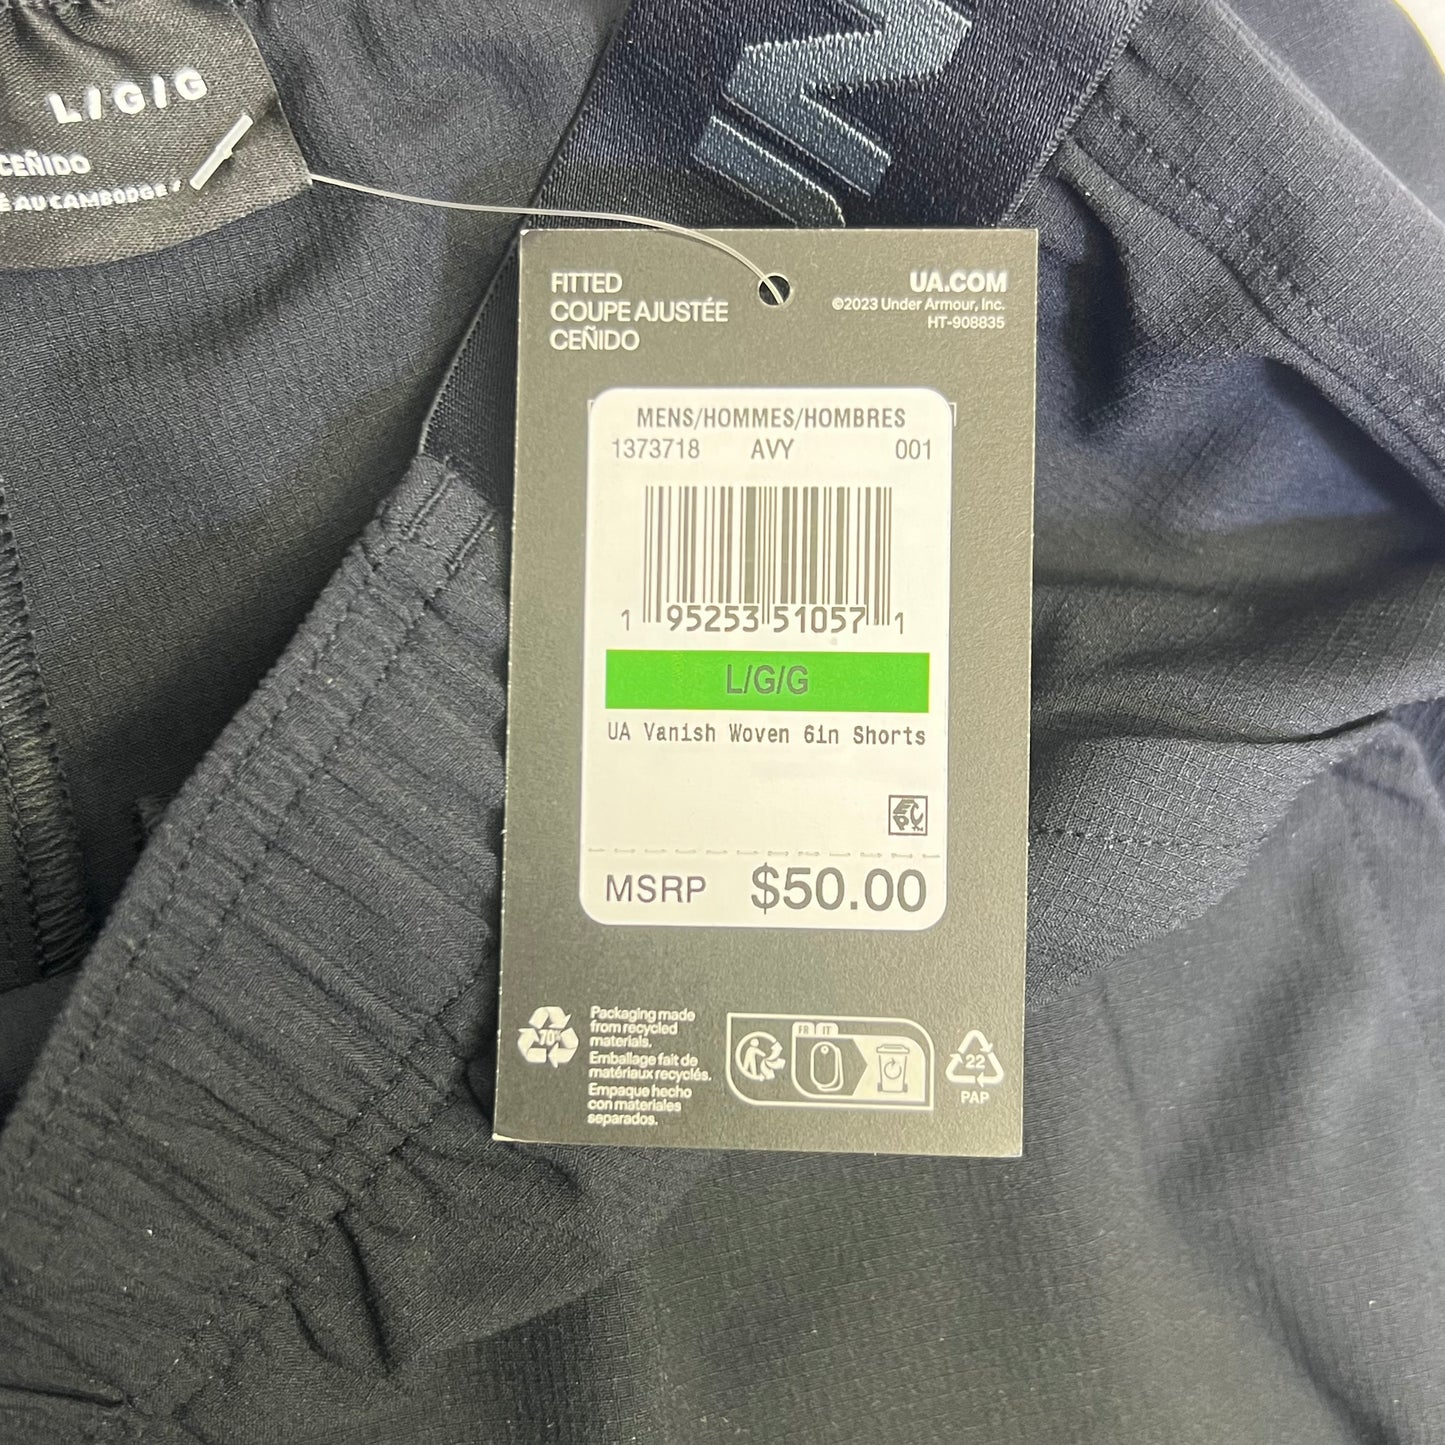 L/G/G
CEÑIDO
E AU CAMBODGE /
FITTED
COUPE AJUSTÉE
CEÑIDO
UA.COM
©2023 Under Armour, Inc.
HT-908835
MENS/HOMMES/HOMBRES
1373718 AVY 001
1 95253 51057 1
L/G/G
UA Vanish Woven 6in Shorts
EPC
MSRP $50.00
70%
Packaging made
from recycled
materials.
Emballage fait de
matériaux recyclés.
Empaque hecho
con materiales
separados.
FR IT
22
PAP